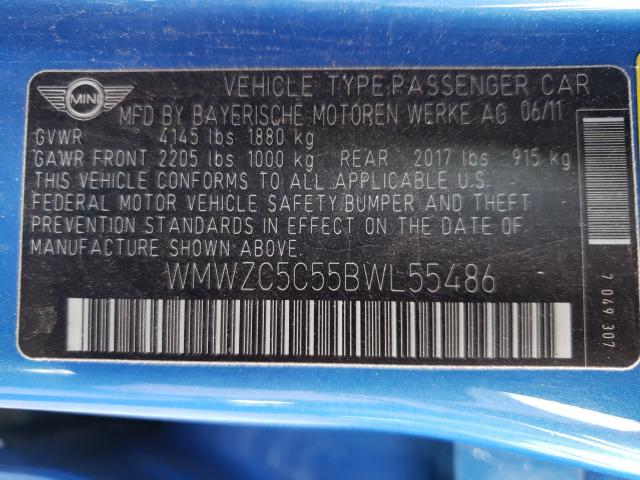 MINI
VEHICLE TYPE:PASSENGER CAR
MFD BY BAYERISCHE MOTOREN WERKE AG 06/11
GVWR 4145 lbs 1880 kg
GAWR FRONT 2205 lbs 1000 kg REAR 2017 lbs 915 kg
THIS VEHICLE CONFORMS TO ALL APPLICABLE U.S.
FEDERAL MOTOR VEHICLE SAFETY,BUMPER AND THEFT
PREVENTION STANDARDS IN EFFECT ON THE DATE OF
MANUFACTURE SHOWN ABOVE.
WMWZC5C55BWL55486
7 049 307